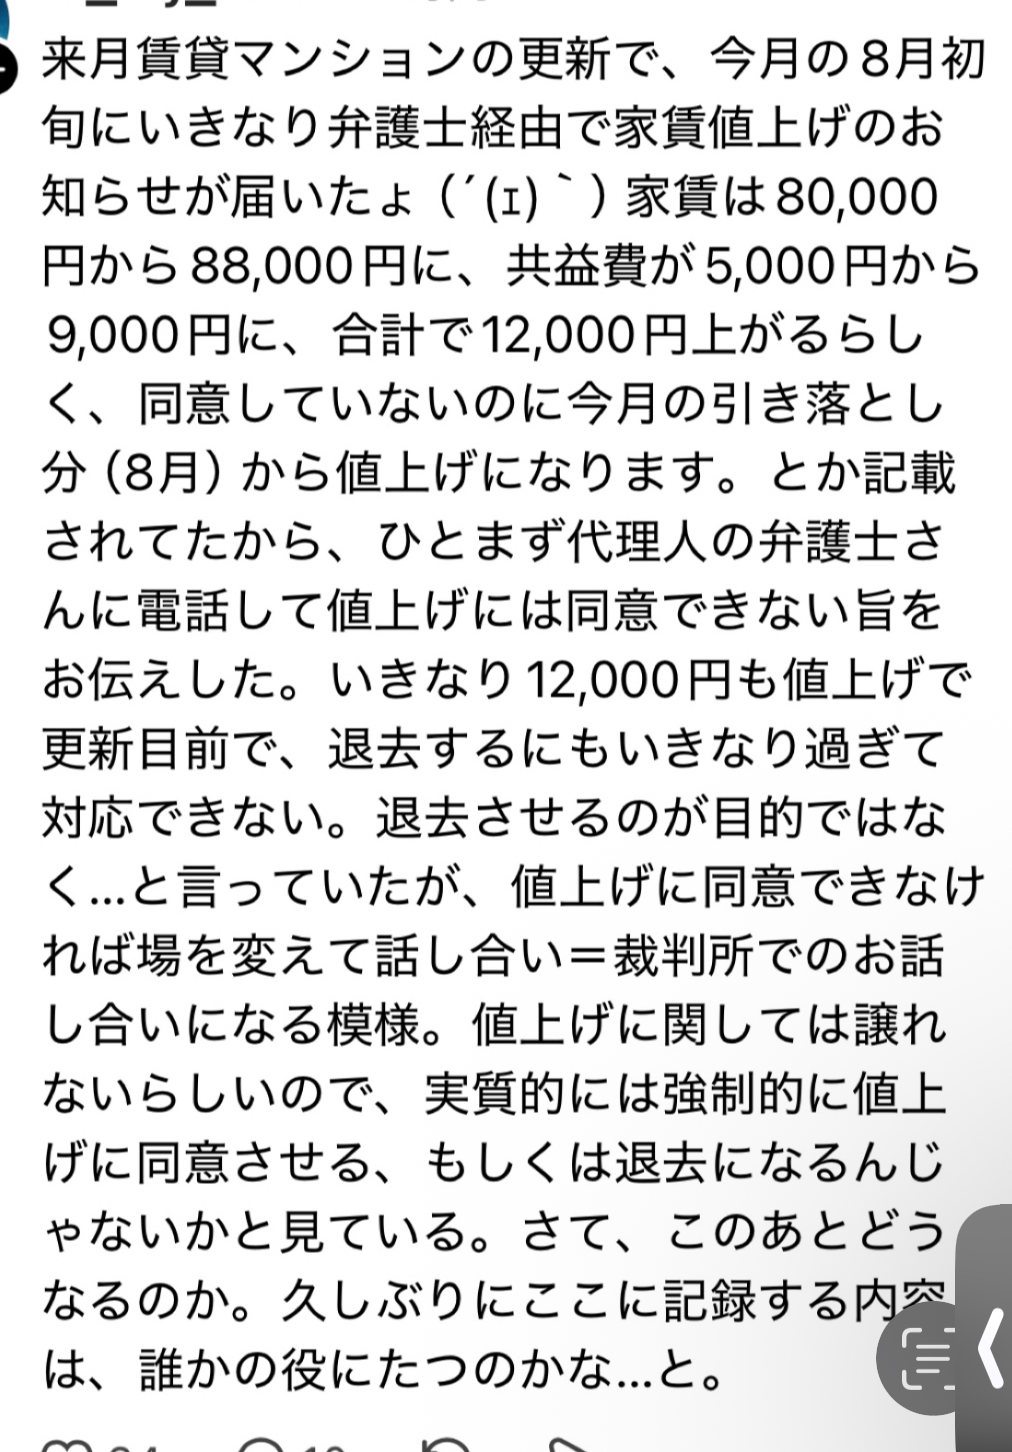 来月賃貸マンションの更新で、今月の8月初
旬にいきなり弁護士経由で家賃値上げのお
知らせが届いたょ（´(ｪ)｀）家賃は80,000
円から88,000円に、共益費が5,000円から
9,000円に、合計で12,000円上がるらし
く、同意していないのに今月の引き落とし
分（8月）から値上げになります。とか記載
されてたから、ひとまず代理人の弁護士さ
んに電話して値上げには同意できない旨を
お伝えした。いきなり12,000円も値上げで
更新目前で、退去するにもいきなり過ぎて
対応できない。退去させるのが目的ではな
く…と言っていたが、値上げに同意できなけ
れば場を変えて話し合い＝裁判所でのお話
し合いになる模様。値上げに関しては譲れ
ないらしいので、実質的には強制的に値上
げに同意させる、もしくは退去になるんじ
ゃないかと見ている。さて、このあとどう
なるのか。久しぶりにここに記録する内容
は、誰かの役にたつのかな…と。